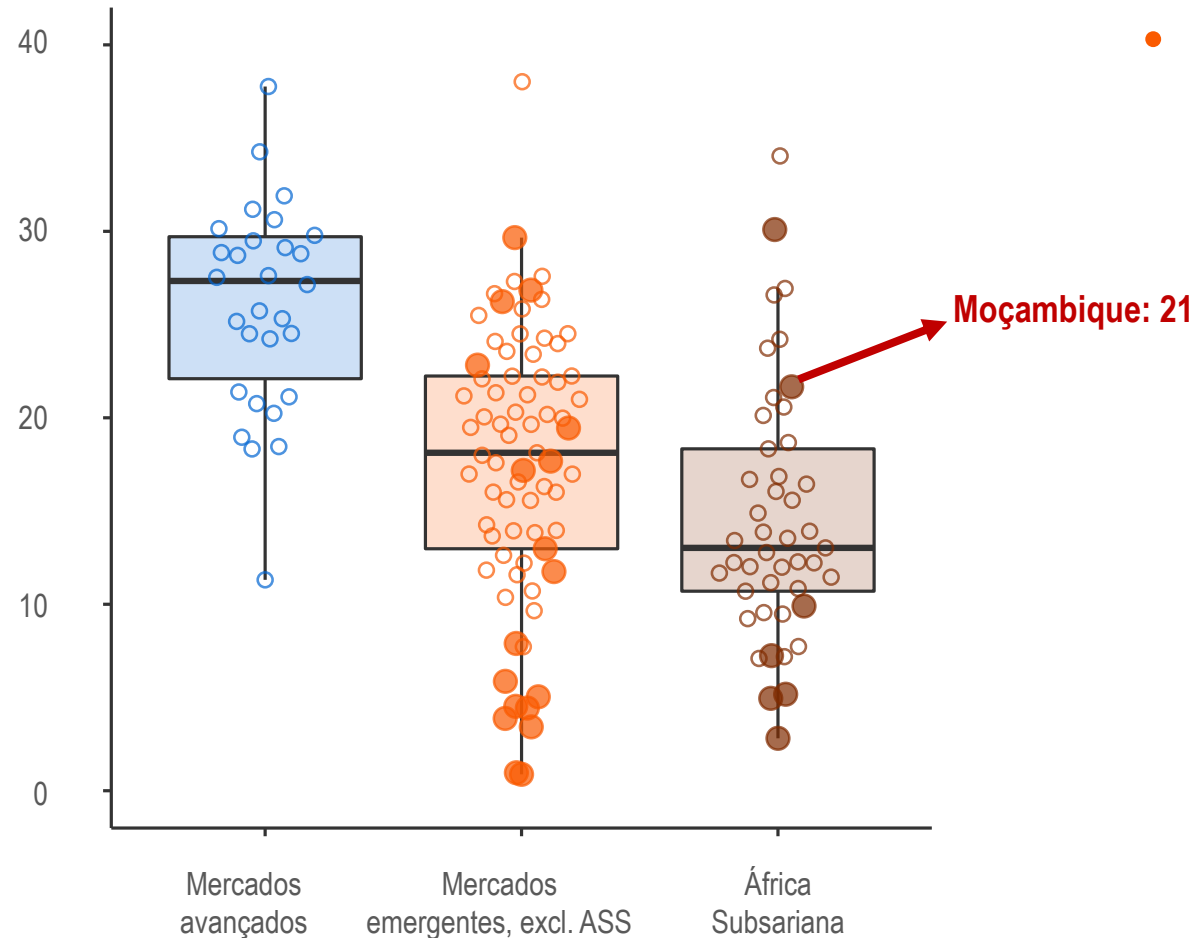 40
30
20
10
0
Moçambique: 21
Mercados
avançados
Mercados
emergentes, excl. ASS
África
Subsariana